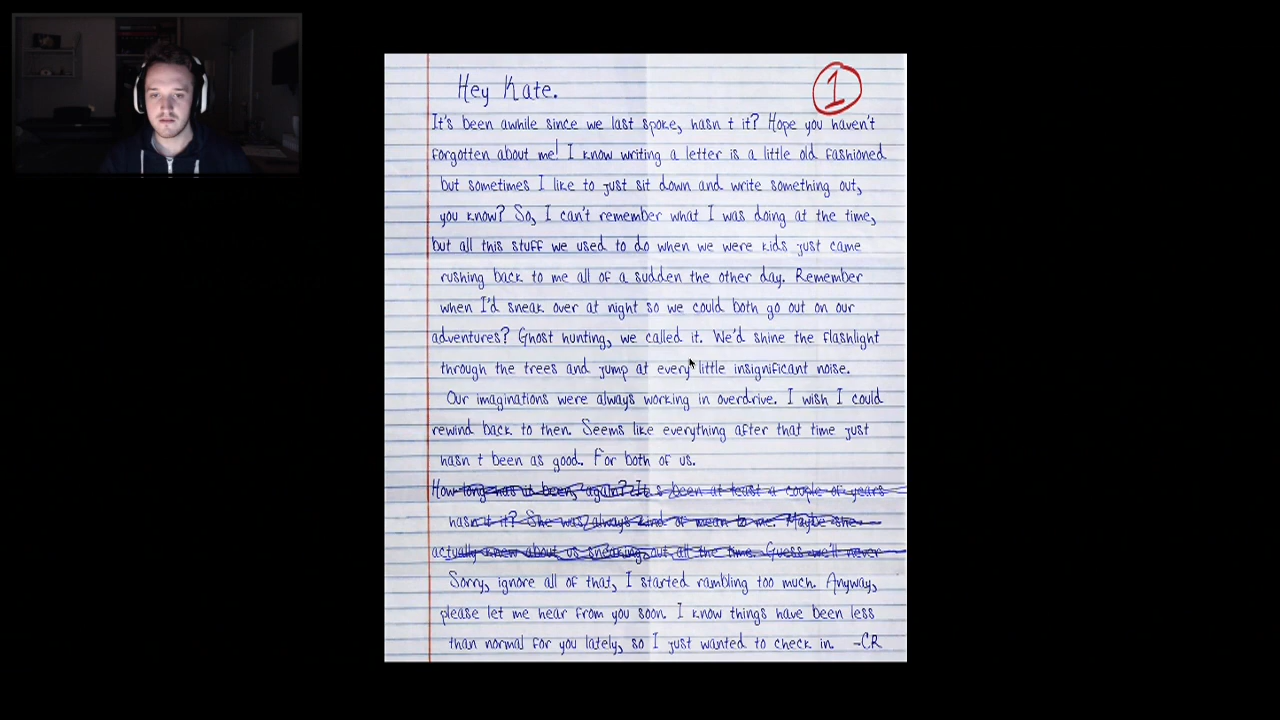 Hey Kate.
1
It's been awhile since we last spoke, hasn t it? Hope you haven't
forgotten about me! I know writing a letter is a little old fashioned
but sometimes I like to just sit down and write something out,
you know? So, I can't remember what I was doing at the time,
but all this stuff we used to do when we were kids just came
rushing back to me all of a sudden the other day. Remember
when I'd sneak over at night so we could both go out on our
adventures? Ghost hunting, we called it. We'd shine the flashlight
through the trees and jump at every little insignificant noise.
Our imaginations were always working in overdrive. I wish I could
rewind back to then. Seems like everything after that time just
hasn t been as good. For both of us.
How long has it been, again? It s been at least a couple of years
hasn t it? She was always kind of mean to me. Maybe she
actually knew about us sneaking out all the time. Guess we'll never
Sorry, ignore all of that, I started rambling too much. Anyway,
please let me hear from you soon. I know things have been less
than normal for you lately, so I just wanted to check in. -CR